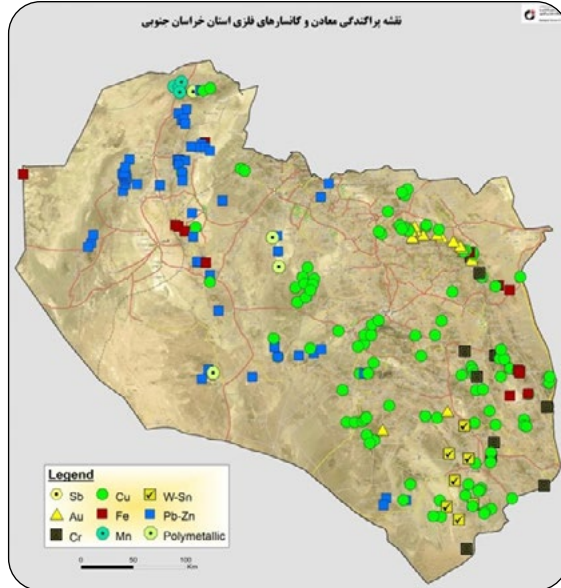 نقشه پراکندگی معادن و کانسارهای فلزی استان خراسان جنوبی
Legend
Sb Cu W-Sn
Au Fe Pb-Zn
Cr Mn Polymetallic
0 50 100
Km